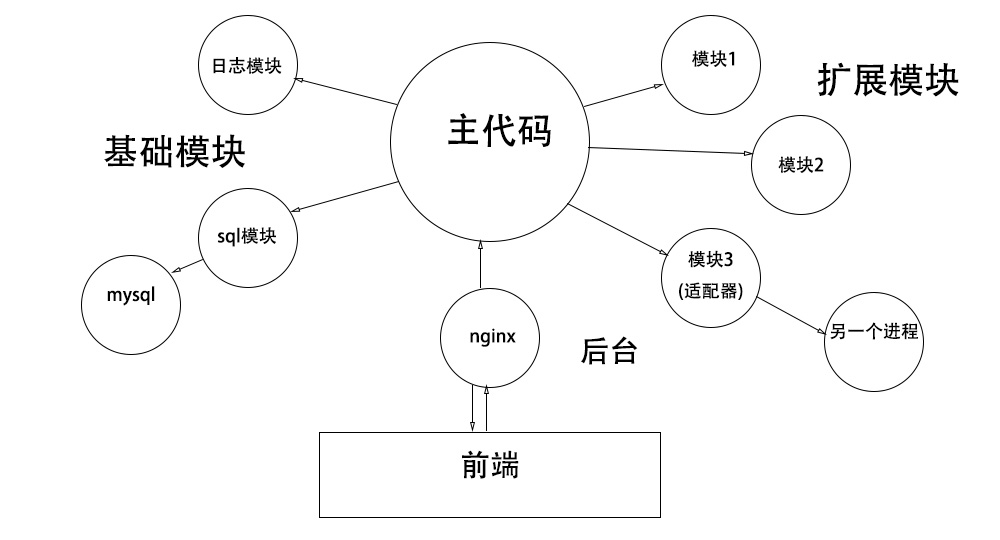 日志模块
主代码
模块1
扩展模块
基础模块
模块2
sql模块
mysql
模块3
(适配器)
nginx
后台
另一个进程
前端